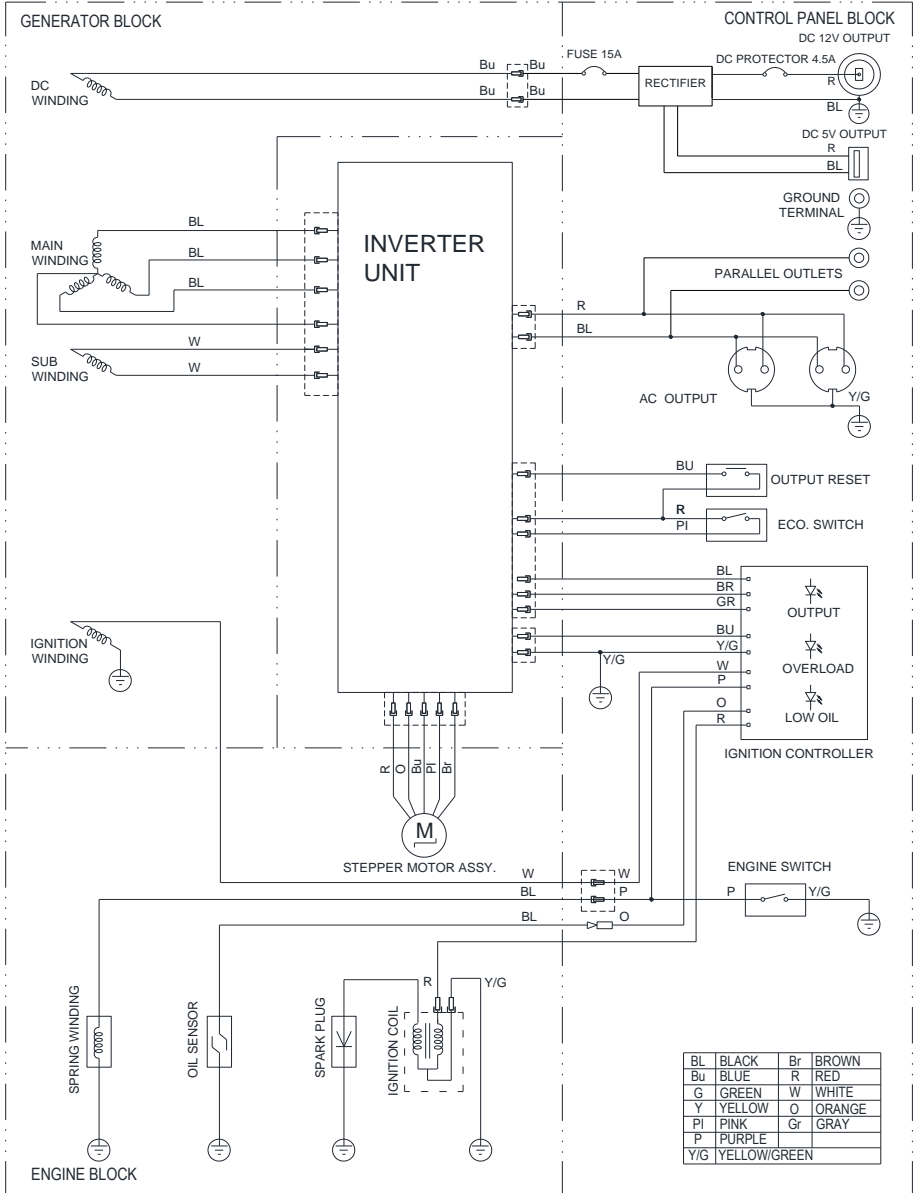 GENERATOR BLOCK
CONTROL PANEL BLOCK
DC 12V OUTPUT
DC WINDING
Bu
Bu
Bu
Bu
FUSE 15A
RECTIFIER
DC PROTECTOR 4.5A
R
BL
DC 5V OUTPUT
R
BL
GROUND
TERMINAL
MAIN
WINDING
BL
BL
BL
INVERTER
UNIT
PARALLEL OUTLETS
R
BL
SUB
WINDING
W
W
AC OUTPUT
Y/G
BU
OUTPUT RESET
R
PI
ECO. SWITCH
BL
BR
GR
BU
Y/G
W
P
O
R
OUTPUT
OVERLOAD
LOW OIL
IGNITION CONTROLLER
Y/G
IGNITION
WINDING
R
O
Bu
PI
Br
M
STEPPER MOTOR ASSY.
W
W
BL
P
BL
O
ENGINE SWITCH
P
Y/G
R
Y/G
SPRING WINDING
OIL SENSOR
SPARK PLUG
IGNITION COIL
BL BLACK Br BROWN
Bu BLUE R RED
G GREEN W WHITE
Y YELLOW O ORANGE
PI PINK Gr GRAY
P PURPLE
Y/G YELLOW/GREEN
ENGINE BLOCK